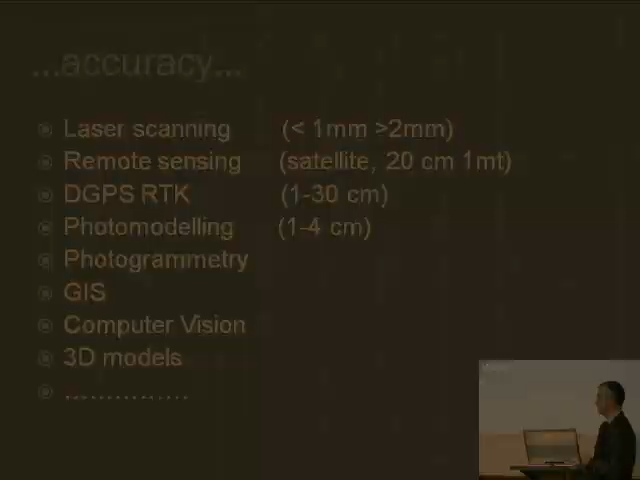 ...accuracy...
Laser scanning (< 1mm >2mm)
Remote sensing (satellite, 20 cm 1mt)
DGPS RTK (1-30 cm)
Photomodelling (1-4 cm)
Photogrammetry
GIS
Computer Vision
3D models
................